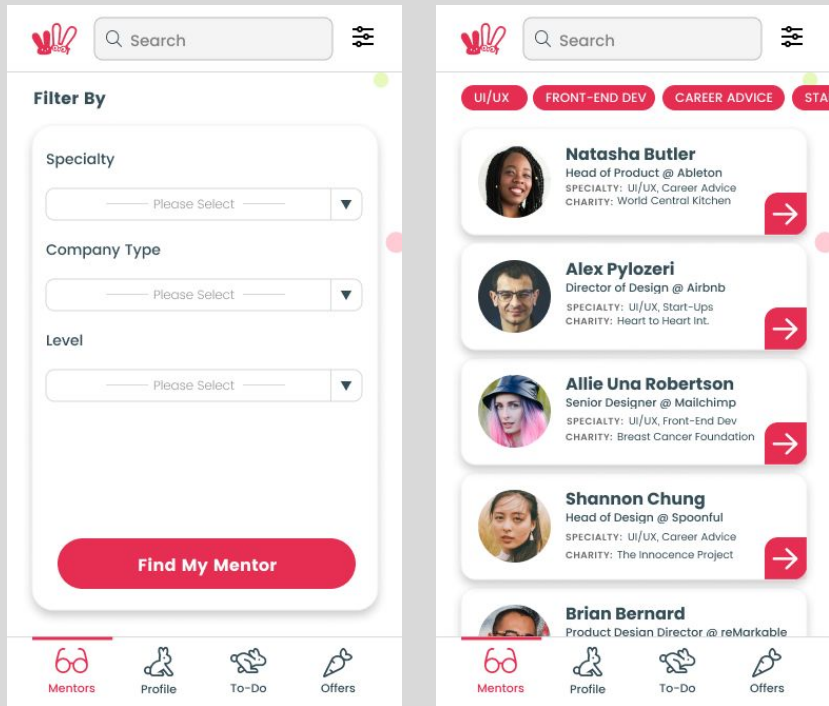 Search
Filter By
Specialty
Please Select
Company Type
Please Select
Level
Please Select
Find My Mentor
Mentors
Profile
To-Do
Offers
Search
UI/UX
FRONT-END DEV
CAREER ADVICE
STA
Natasha Butler
Head of Product @ Ableton
SPECIALTY: UI/UX, Career Advice
CHARITY: World Central Kitchen
Alex Pylozeri
Director of Design @ Airbnb
SPECIALTY: UI/UX, Start-Ups
CHARITY: Heart to Heart Int.
Allie Una Robertson
Senior Designer @ Mailchimp
SPECIALTY: UI/UX, Front-End Dev
CHARITY: Breast Cancer Foundation
Shannon Chung
Head of Design @ Spoonful
SPECIALTY: UI/UX, Career Advice
CHARITY: The Innocence Project
Brian Bernard
Product Design Director @ reMarkable
Mentors
Profile
To-Do
Offers